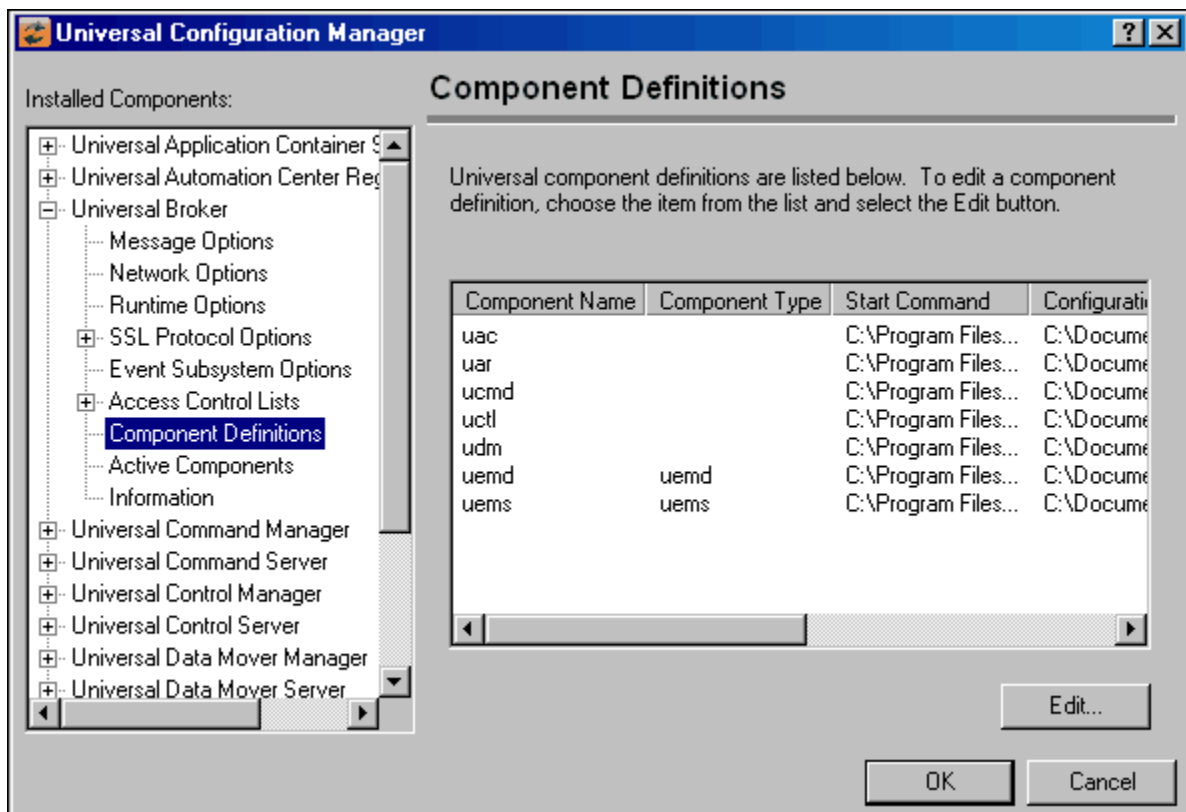 Universal Configuration Manager
Installed Components:
Universal Application Container S
Universal Automation Center Reg
Universal Broker
Message Options
Network Options
Runtime Options
SSL Protocol Options
Event Subsystem Options
Access Control Lists
Component Definitions
Active Components
Information
Universal Command Manager
Universal Command Server
Universal Control Manager
Universal Control Server
Universal Data Mover Manager
Universal Data Mover Server
Component Definitions
Universal component definitions are listed below. To edit a component
definition, choose the item from the list and select the Edit button.
Component Name Component Type Start Command Configuratio
uac C:\Program Files... C:\Docume
uar C:\Program Files... C:\Docume
ucmd C:\Program Files... C:\Docume
uctl C:\Program Files... C:\Docume
udm C:\Program Files... C:\Docume
uemd uemd C:\Program Files... C:\Docume
uems uems C:\Program Files... C:\Docume
Edit...
OK Cancel